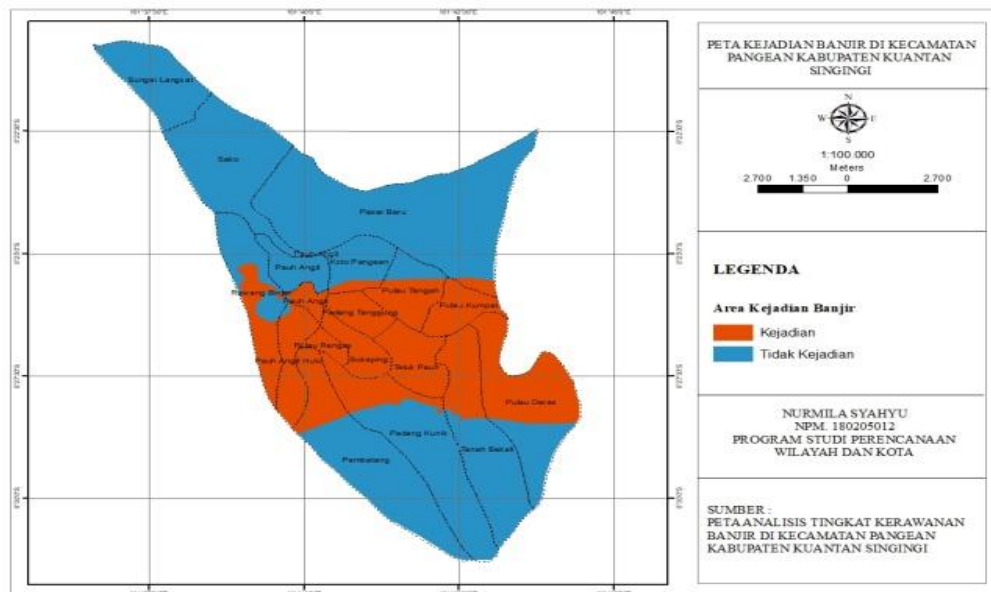 PETA KEJADIAN BANJIR DI KECAMATAN
PANGEAN KABUPATEN KUANTAN
SINGINGI
N
W E
S
1:100.000
Meters
2.700 1.350 0 2.700
LEGENDA
Area Kejadian Banjir
Kejadian
Tidak Kejadian
NURMILA SYAHYU
NPM. 180205012
PROGRAM STUDI PERENCANAAN
WILAYAH DAN KOTA
SUMBER :
PETA ANALISIS TINGKAT KERAWANAN
BANJIR DI KECAMATAN PANGEAN
KABUPATEN KUANTAN SINGINGI
Sungai Langsat
Sako
Pasar Baru
Pauh Angit
Pauh Angit
Koto Pangean
Pulau Tengah
Pauh Angit
Pulau Kumpai
Padang Tanggung
Pulau Rengas
Pauh Angit Hulu
Sukaping
Teluk Pauh
Pulau Deras
Padang Kunik
Pembatang
Tanah Bekali